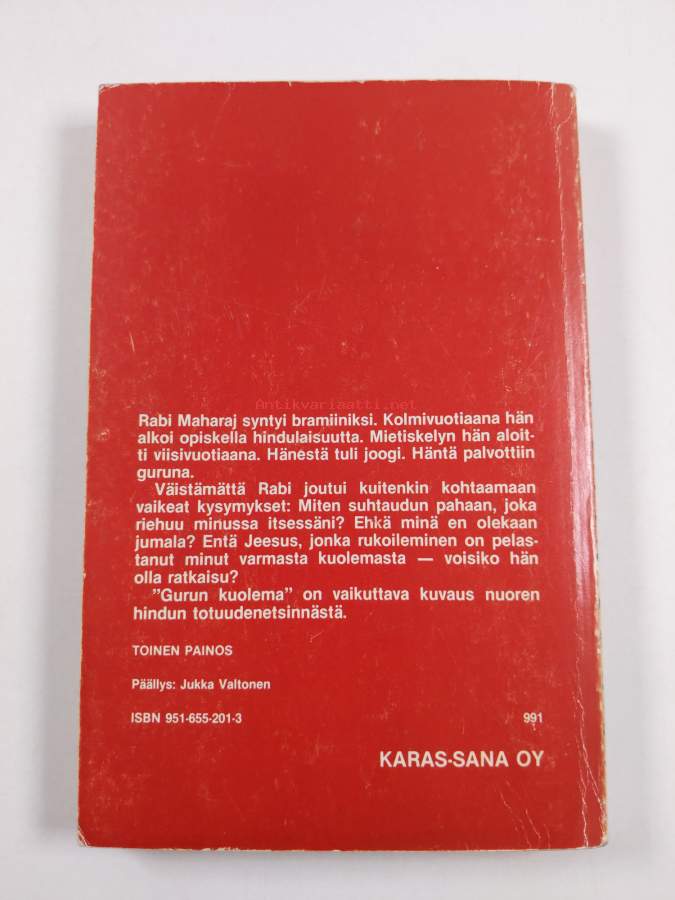 Antikvariaatti.net
Rabi Maharaj syntyi bramiiniksi. Kolmivuotiaana hän
alkoi opiskella hindulaisuutta. Mietiskelyn hän aloit-
ti viisivuotiaana. Hänestä tuli joogi. Häntä palvottiin
guruna.
Väistämättä Rabi joutui kuitenkin kohtaamaan
vaikeat kysymykset: Miten suhtaudun pahaan, joka
riehuu minussa itsessäni? Ehkä minä en olekaan
jumala? Entä Jeesus, jonka rukoileminen on pelas-
tanut minut varmasta kuolemasta — voisiko hän
olla ratkaisu?
”Gurun kuolema” on vaikuttava kuvaus nuoren
hindun totuudenetsinnästä.
TOINEN PAINOS
Päällys: Jukka Valtonen
ISBN 951-655-201-3 991
KARAS-SANA OY